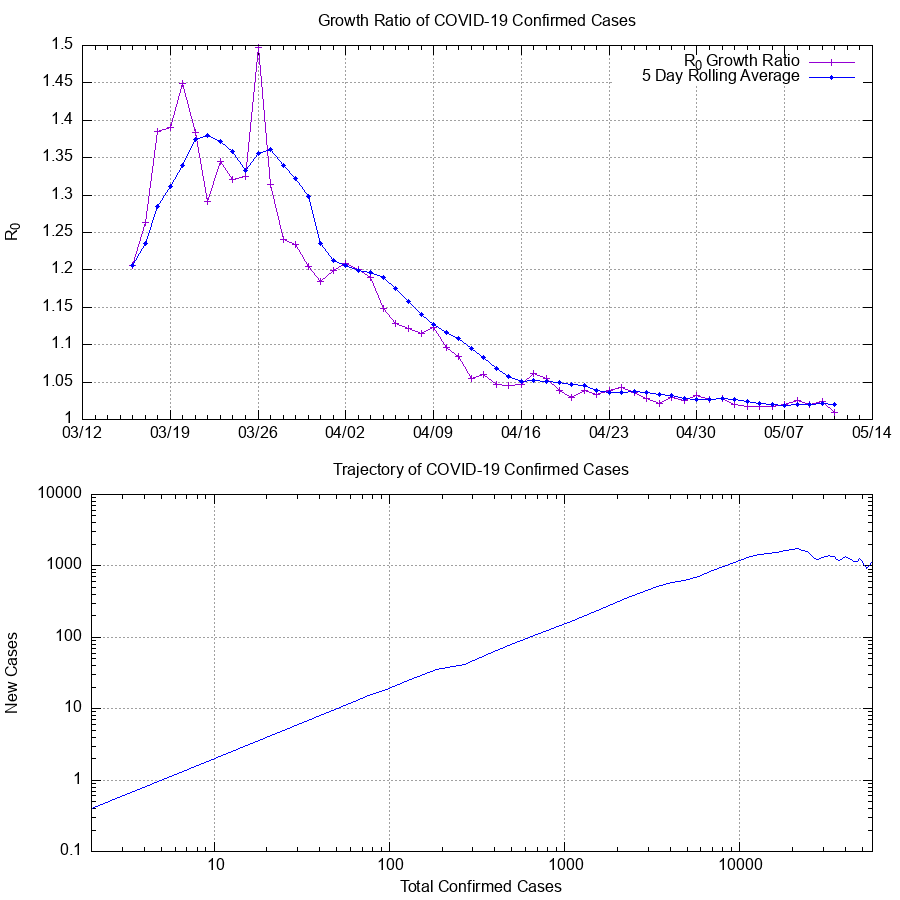 Growth Ratio of COVID-19 Confirmed Cases
R0 Growth Ratio
5 Day Rolling Average
R0
1.5
1.45
1.4
1.35
1.3
1.25
1.2
1.15
1.1
1.05
1
03/12 03/19 03/26 04/02 04/09 04/16 04/23 04/30 05/07 05/14
Trajectory of COVID-19 Confirmed Cases
New Cases
10000
1000
100
10
1
0.1
10 100 1000 10000
Total Confirmed Cases